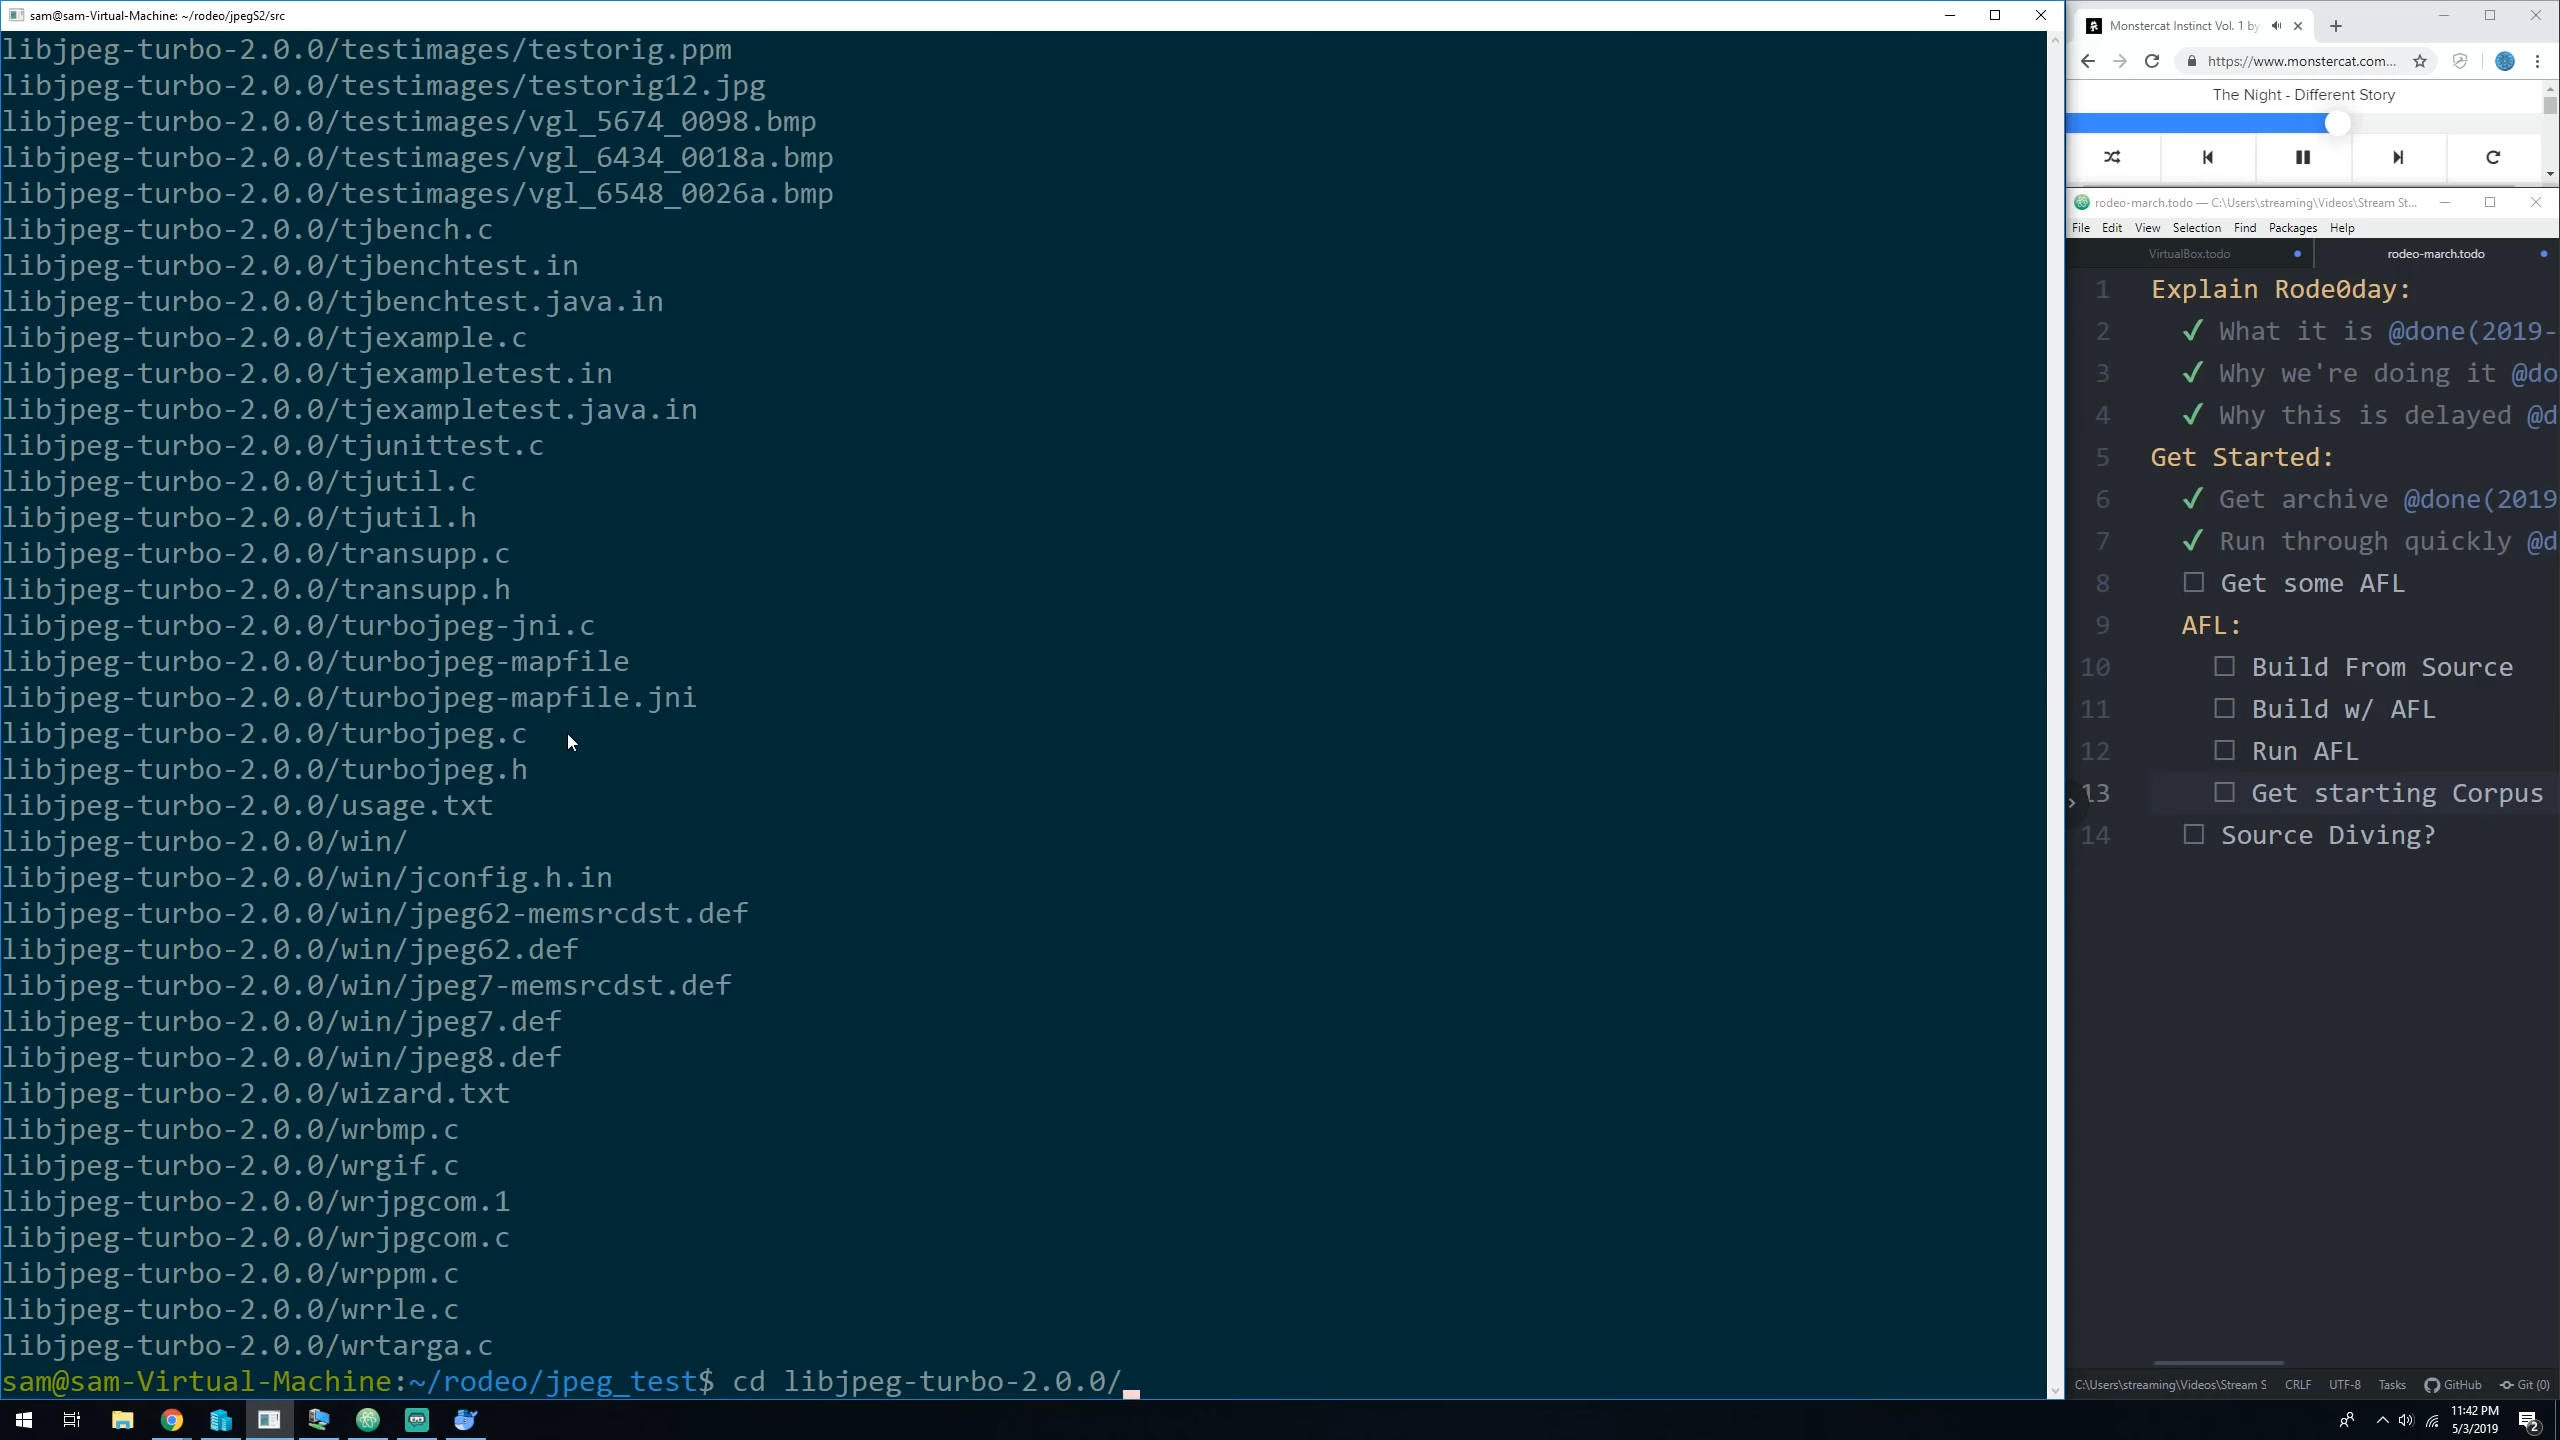 sam@sam-Virtual-Machine: ~/rodeo/jpegS2/src
libjpeg-turbo-2.0.0/testimages/testorig.ppm
libjpeg-turbo-2.0.0/testimages/testorig12.jpg
libjpeg-turbo-2.0.0/testimages/vgl_5674_0098.bmp
libjpeg-turbo-2.0.0/testimages/vgl_6434_0018a.bmp
libjpeg-turbo-2.0.0/testimages/vgl_6548_0026a.bmp
libjpeg-turbo-2.0.0/tjbench.c
libjpeg-turbo-2.0.0/tjbenchtest.in
libjpeg-turbo-2.0.0/tjbenchtest.java.in
libjpeg-turbo-2.0.0/tjexample.c
libjpeg-turbo-2.0.0/tjexampletest.in
libjpeg-turbo-2.0.0/tjexampletest.java.in
libjpeg-turbo-2.0.0/tjunittest.c
libjpeg-turbo-2.0.0/tjutil.c
libjpeg-turbo-2.0.0/tjutil.h
libjpeg-turbo-2.0.0/transupp.c
libjpeg-turbo-2.0.0/transupp.h
libjpeg-turbo-2.0.0/turbojpeg-jni.c
libjpeg-turbo-2.0.0/turbojpeg-mapfile
libjpeg-turbo-2.0.0/turbojpeg-mapfile.jni
libjpeg-turbo-2.0.0/turbojpeg.c
libjpeg-turbo-2.0.0/turbojpeg.h
libjpeg-turbo-2.0.0/usage.txt
libjpeg-turbo-2.0.0/win/
libjpeg-turbo-2.0.0/win/jconfig.h.in
libjpeg-turbo-2.0.0/win/jpeg62-memsrcdst.def
libjpeg-turbo-2.0.0/win/jpeg62.def
libjpeg-turbo-2.0.0/win/jpeg7-memsrcdst.def
libjpeg-turbo-2.0.0/win/jpeg7.def
libjpeg-turbo-2.0.0/win/jpeg8.def
libjpeg-turbo-2.0.0/wizard.txt
libjpeg-turbo-2.0.0/wrbmp.c
libjpeg-turbo-2.0.0/wrgif.c
libjpeg-turbo-2.0.0/wrjpgcom.1
libjpeg-turbo-2.0.0/wrjpgcom.c
libjpeg-turbo-2.0.0/wrppm.c
libjpeg-turbo-2.0.0/wrrle.c
libjpeg-turbo-2.0.0/wrtarga.c
sam@sam-Virtual-Machine:~/rodeo/jpeg_test$ cd libjpeg-turbo-2.0.0/
Monstercat Instinct Vol. 1 by
https://www.monstercat.com...
The Night - Different Story
rodeo-march.todo — C:\Users\streaming\Videos\Stream St...
File Edit View Selection Find Packages Help
VirtualBox.todo rodeo-march.todo
1 Explain Rode0day:
2 ✓ What it is @done(2019-
3 ✓ Why we're doing it @do
4 ✓ Why this is delayed @d
5 Get Started:
6 ✓ Get archive @done(2019
7 ✓ Run through quickly @d
8 ☐ Get some AFL
9 AFL:
10 ☐ Build From Source
11 ☐ Build w/ AFL
12 ☐ Run AFL
13 ☐ Get starting Corpus
14 ☐ Source Diving?
C:\Users\streaming\Videos\Stream S CRLF UTF-8 Tasks GitHub Git (0)
11:42 PM
5/3/2019
2